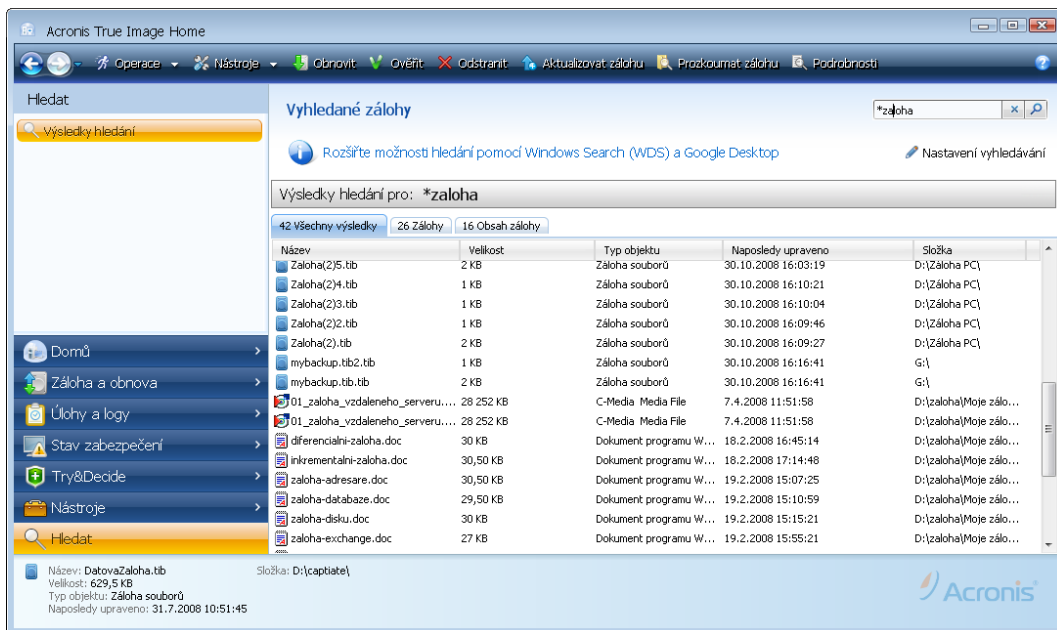 Acronis True Image Home
Operace Nástroje Obnovit Ověřit Odstranit Aktualizovat zálohu Prozkoumat zálohu Podrobnosti
Hledat
Výsledky hledání
Vyhledané zálohy
*zaloha
Rozšiřte možnosti hledání pomocí Windows Search (WDS) a Google Desktop
Nastavení vyhledávání
Výsledky hledání pro: *zaloha
42 Všechny výsledky 26 Zálohy 16 Obsah zálohy
Název Velikost Typ objektu Naposledy upraveno Složka
Zaloha(2)5.tib 2 KB Záloha souborů 30.10.2008 16:03:19 D:\Záloha PC\
Zaloha(2)4.tib 1 KB Záloha souborů 30.10.2008 16:10:21 D:\Záloha PC\
Zaloha(2)3.tib 1 KB Záloha souborů 30.10.2008 16:10:04 D:\Záloha PC\
Zaloha(2)2.tib 1 KB Záloha souborů 30.10.2008 16:09:46 D:\Záloha PC\
Zaloha(2).tib 2 KB Záloha souborů 30.10.2008 16:09:27 D:\Záloha PC\
mybackup.tib2.tib 1 KB Záloha souborů 30.10.2008 16:16:41 G:\
mybackup.tib.tib 2 KB Záloha souborů 30.10.2008 16:16:41 G:\
01_zaloha_vzdaleneho_serveru.... 28 252 KB C-Media Media File 7.4.2008 11:51:58 D:\zaloha\Moje zálo...
01_zaloha_vzdaleneho_serveru.... 28 252 KB C-Media Media File 7.4.2008 11:51:58 D:\zaloha\Moje zálo...
diferencialni-zaloha.doc 30 KB Dokument programu W... 18.2.2008 16:45:14 D:\zaloha\Moje zálo...
inkrementalni-zaloha.doc 30,50 KB Dokument programu W... 18.2.2008 17:14:48 D:\zaloha\Moje zálo...
zaloha-adresare.doc 30,50 KB Dokument programu W... 19.2.2008 15:07:25 D:\zaloha\Moje zálo...
zaloha-databaze.doc 29,50 KB Dokument programu W... 19.2.2008 15:10:59 D:\zaloha\Moje zálo...
zaloha-disku.doc 30 KB Dokument programu W... 19.2.2008 15:15:21 D:\zaloha\Moje zálo...
zaloha-exchange.doc 27 KB Dokument programu W... 19.2.2008 15:55:21 D:\zaloha\Moje zálo...
Domů
Záloha a obnova
Úlohy a logy
Stav zabezpečení
Try&Decide
Nástroje
Hledat
Název: DatovaZaloha.tib Složka: D:\captiate\
Velikost: 629,5 KB
Typ objektu: Záloha souborů
Naposledy upraveno: 31.7.2008 10:51:45
Acronis